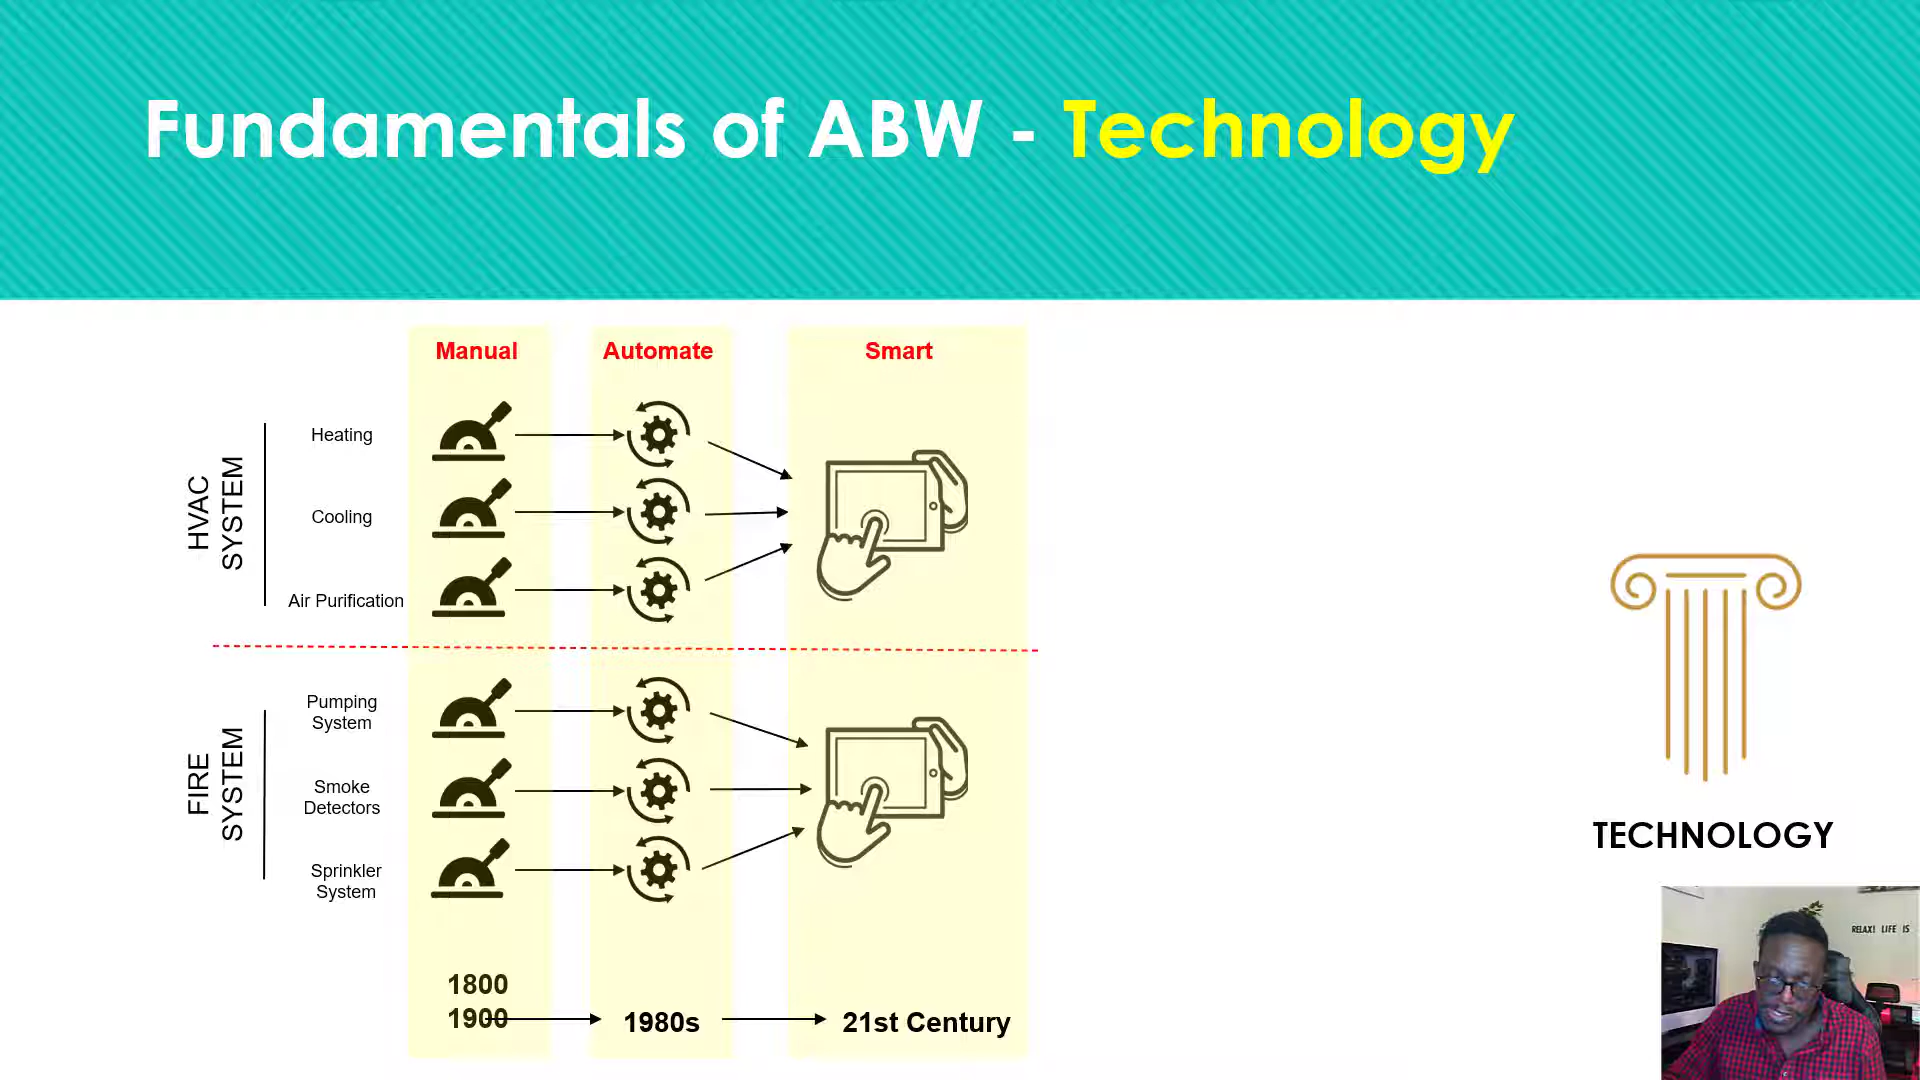 Fundamentals of ABW - Technology
Manual
Automate
Smart
HVAC
SYSTEM
Heating
Cooling
Air Purification
FIRE
SYSTEM
Pumping
System
Smoke
Detectors
Sprinkler
System
1800
1900
1980s
21st Century
TECHNOLOGY
RELAX! LIFE IS